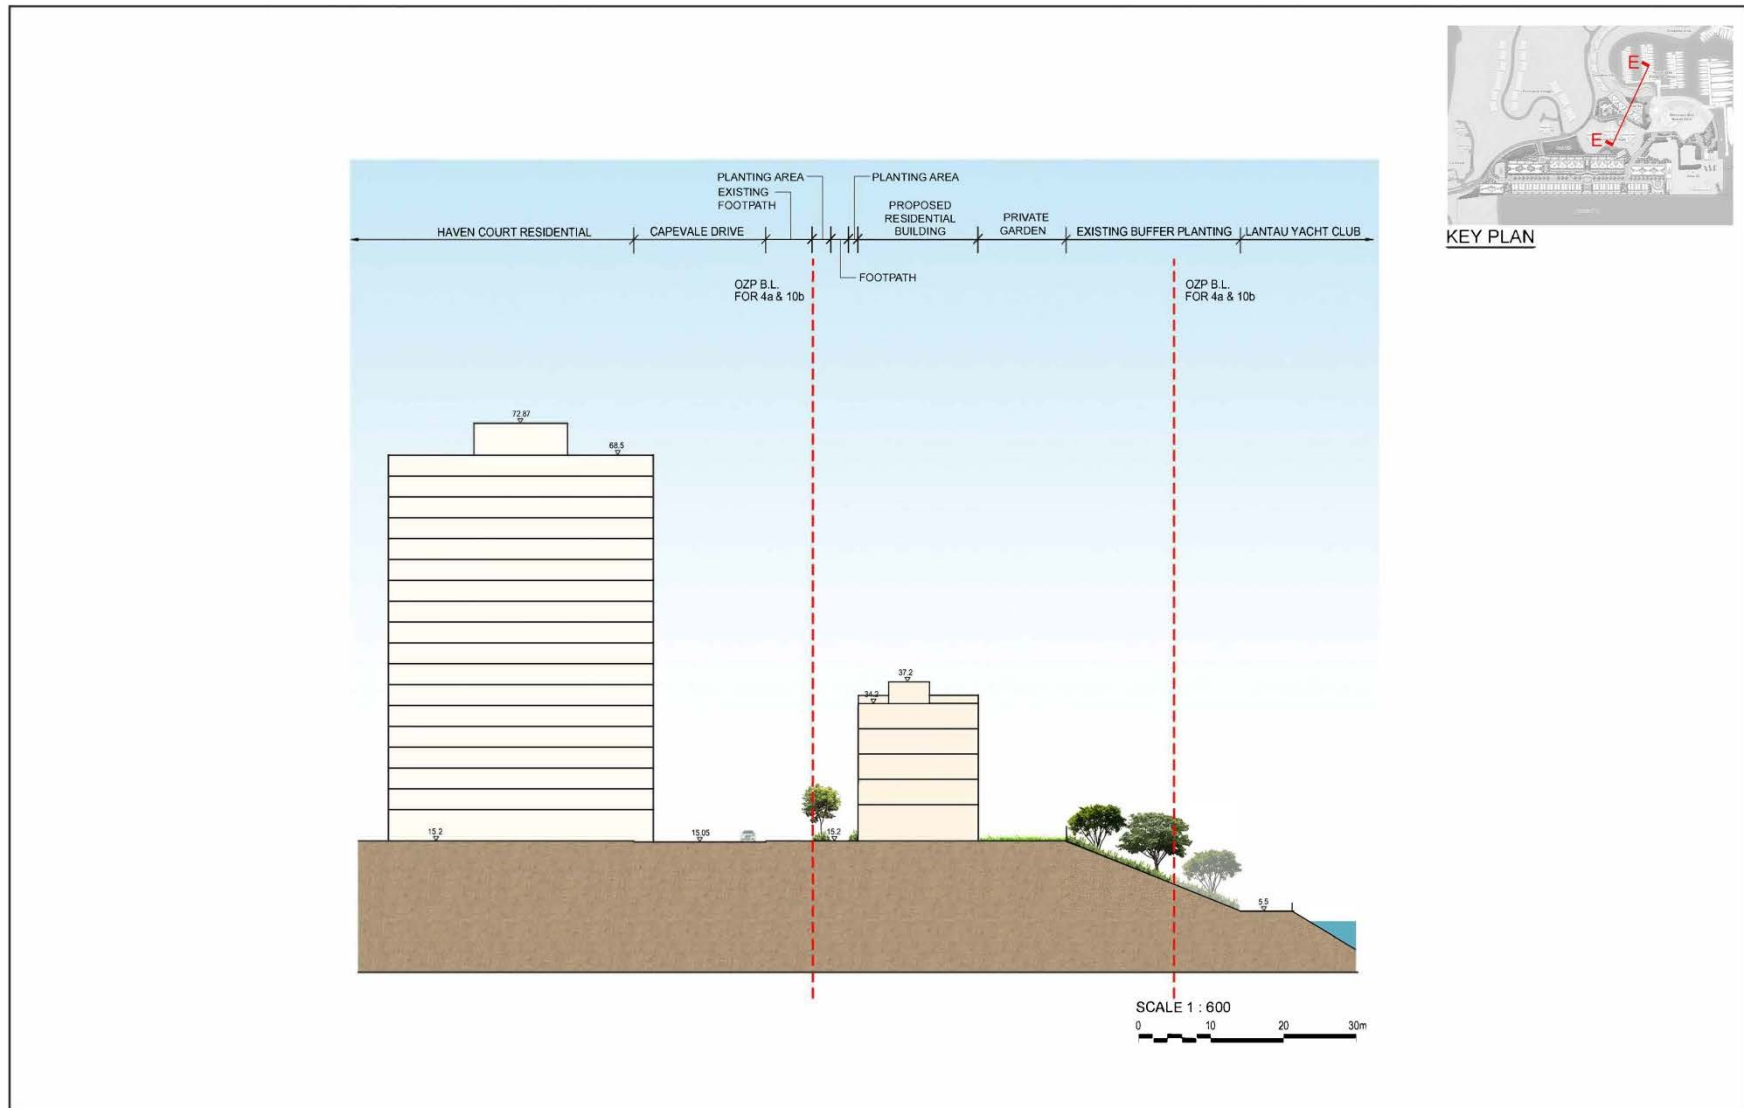 E
E
KEY PLAN
PLANTING AREA
PLANTING AREA
EXISTING
FOOTPATH
PROPOSED
RESIDENTIAL
BUILDING
PRIVATE
GARDEN
HAVEN COURT RESIDENTIAL
CAPEVALE DRIVE
EXISTING BUFFER PLANTING
LANTAU YACHT CLUB
FOOTPATH
OZP B.L.
FOR 4a & 10b
OZP B.L.
FOR 4a & 10b
72.87
68.5
37.2
34.2
15.2
15.05
15.2
5.5
SCALE 1 : 600
0 10 20 30m